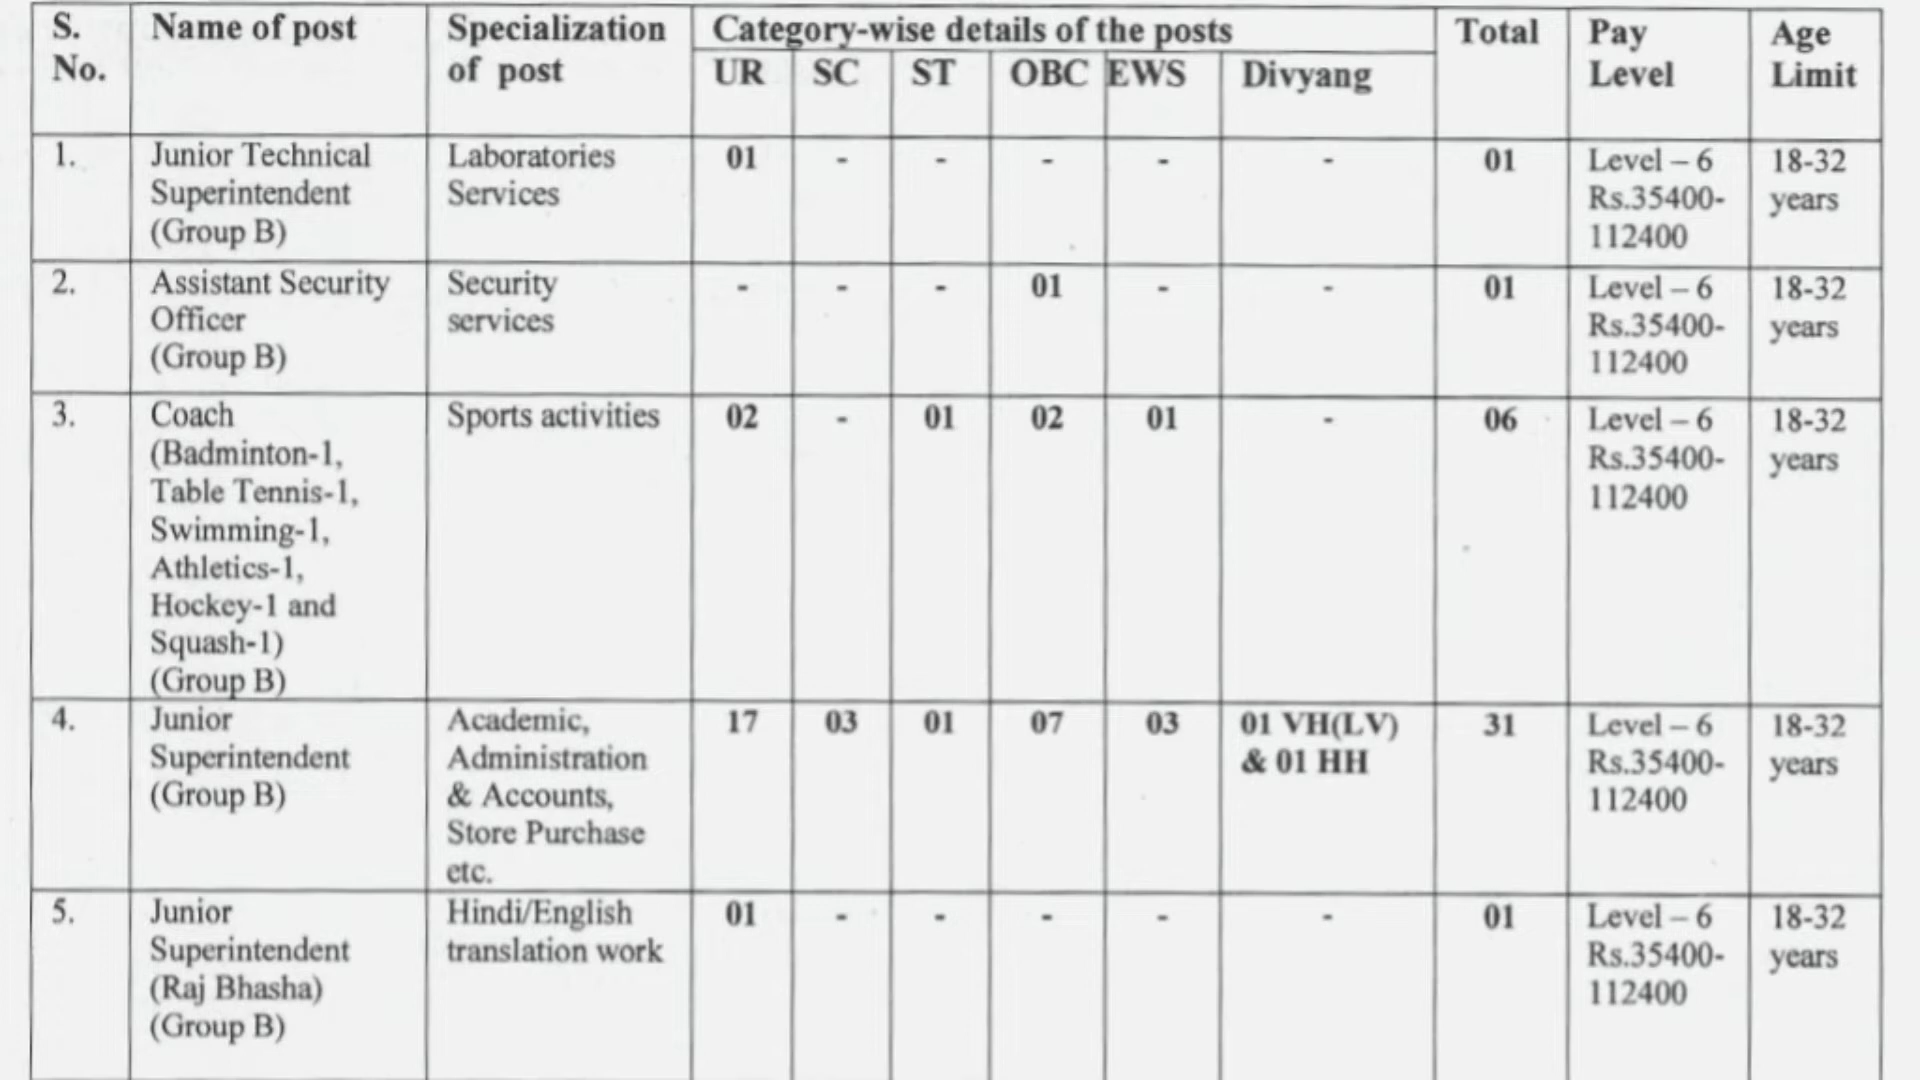 S. No. Name of post Specialization of post Category-wise details of the posts Total Pay Level Age Limit
UR SC ST OBC EWS Divyang
1. Junior Technical Superintendent (Group B) Laboratories Services 01 - - - - - 01 Level – 6 Rs.35400-112400 18-32 years
2. Assistant Security Officer (Group B) Security services - - - 01 - - 01 Level – 6 Rs.35400-112400 18-32 years
3. Coach (Badminton-1, Table Tennis-1, Swimming-1, Athletics-1, Hockey-1 and Squash-1) (Group B) Sports activities 02 - 01 02 01 - 06 Level – 6 Rs.35400-112400 18-32 years
4. Junior Superintendent (Group B) Academic, Administration & Accounts, Store Purchase etc. 17 03 01 07 03 01 VH(LV) & 01 HH 31 Level – 6 Rs.35400-112400 18-32 years
5. Junior Superintendent (Raj Bhasha) (Group B) Hindi/English translation work 01 - - - - - 01 Level – 6 Rs.35400-112400 18-32 years